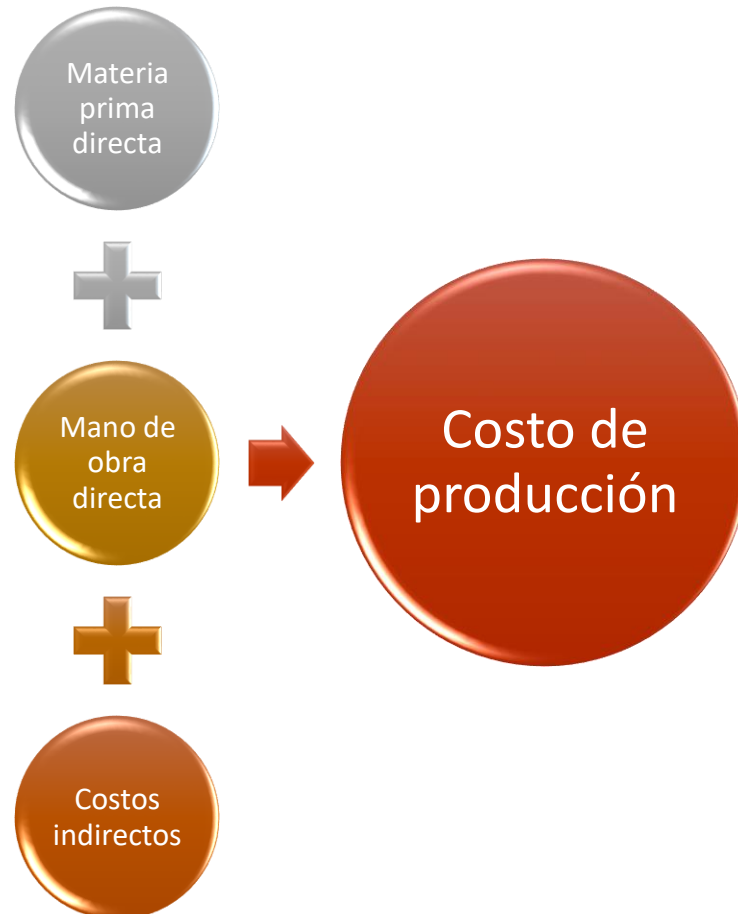 Materia
prima
directa
Mano de
obra
directa
Costos
indirectos
Costo de
producción